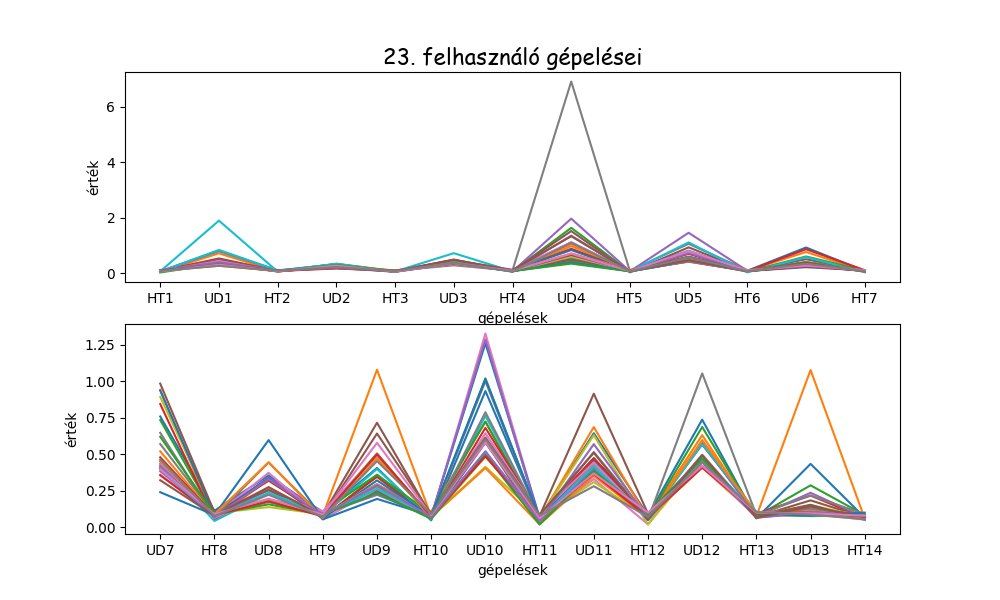 23. felhasználó gépelései
érték
6
4
2
0
HT1 UD1 HT2 UD2 HT3 UD3 HT4 UD4 HT5 UD5 HT6 UD6 HT7
gépelések
érték
1.25
1.00
0.75
0.50
0.25
0.00
UD7 HT8 UD8 HT9 UD9 HT10 UD10 HT11 UD11 HT12 UD12 HT13 UD13 HT14
gépelések